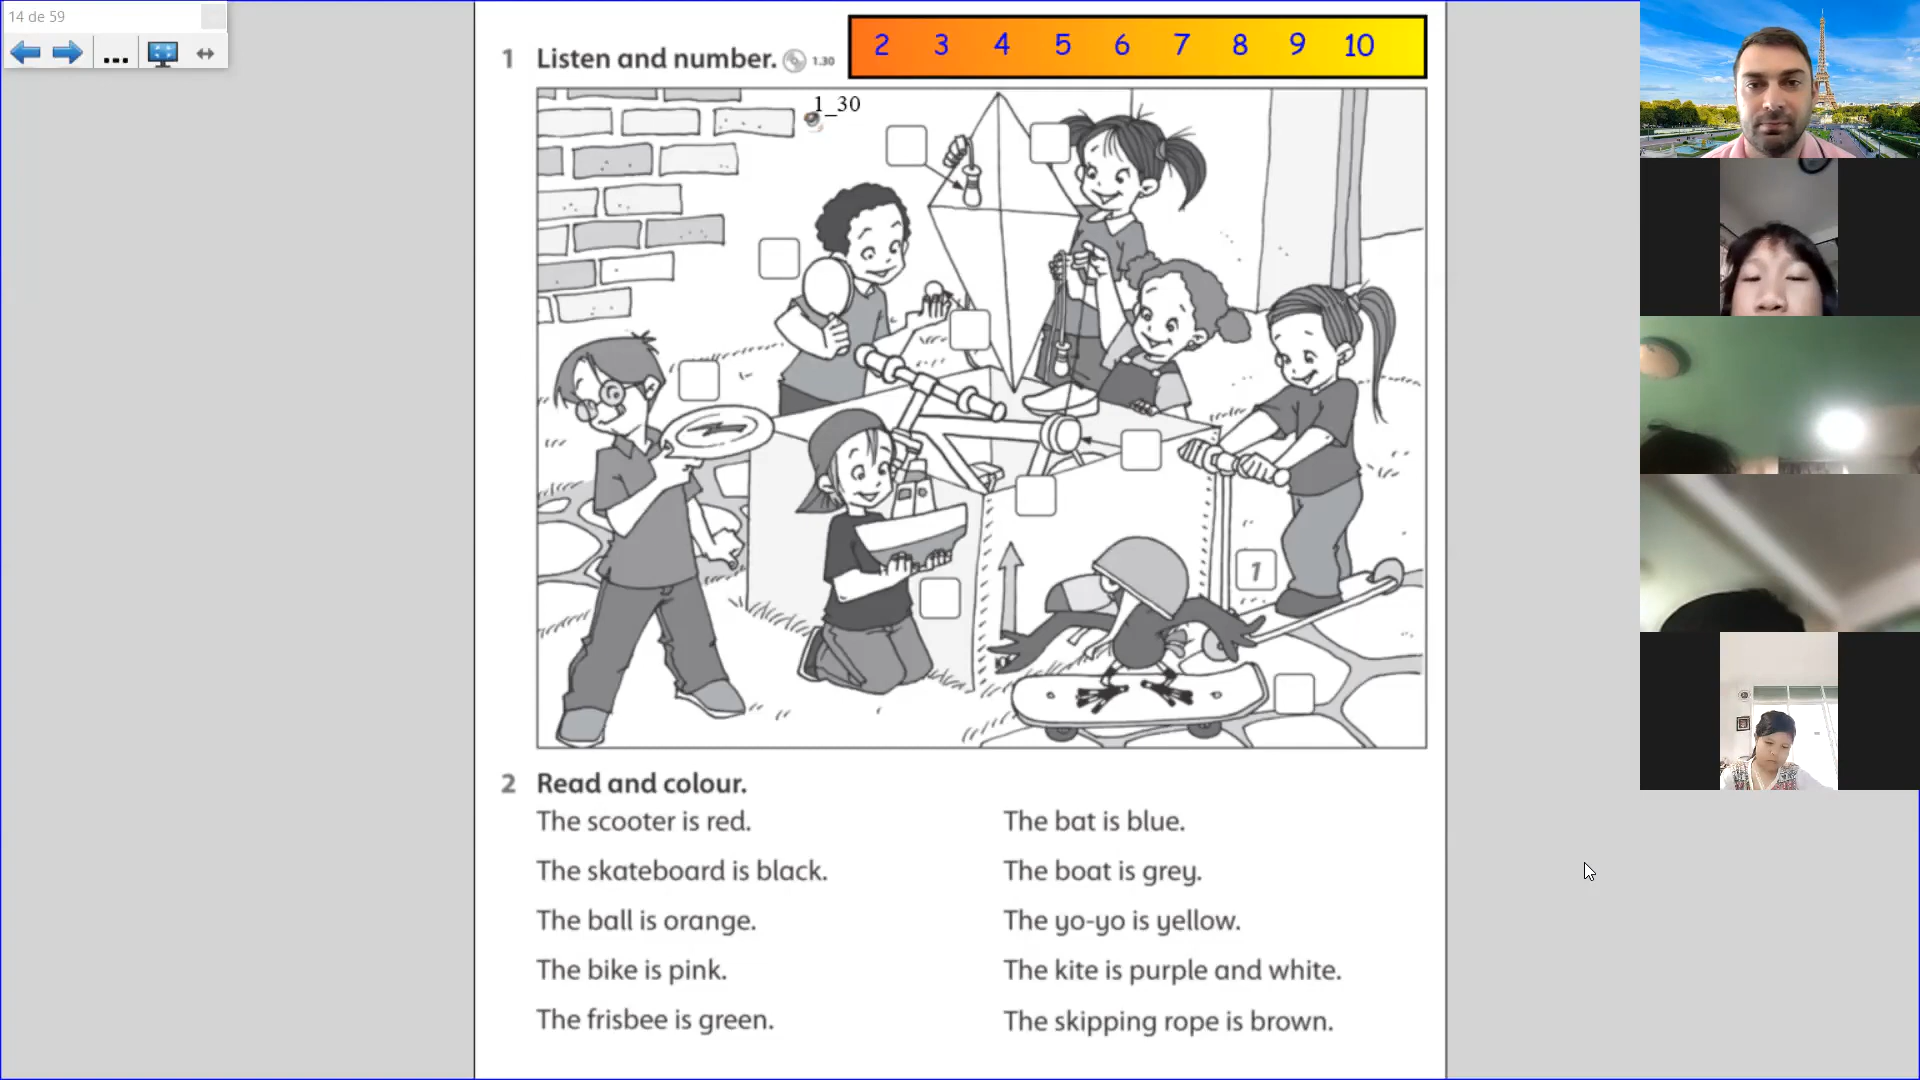 14 de 59
...
1 Listen and number. 1.30
2 3 4 5 6 7 8 9 10
1_30
1
2 Read and colour.
The scooter is red.
The skateboard is black.
The ball is orange.
The bike is pink.
The frisbee is green.
The bat is blue.
The boat is grey.
The yo-yo is yellow.
The kite is purple and white.
The skipping rope is brown.